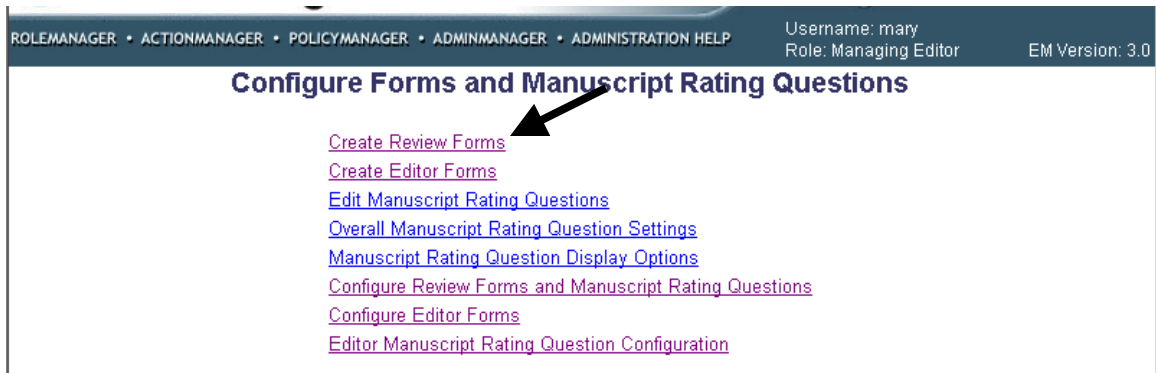 ROLEMANAGER • ACTIONMANAGER • POLICYMANAGER • ADMINMANAGER • ADMINISTRATION HELP
Username: mary
Role: Managing Editor EM Version: 3.0
Configure Forms and Manuscript Rating Questions
Create Review Forms
Create Editor Forms
Edit Manuscript Rating Questions
Overall Manuscript Rating Question Settings
Manuscript Rating Question Display Options
Configure Review Forms and Manuscript Rating Questions
Configure Editor Forms
Editor Manuscript Rating Question Configuration